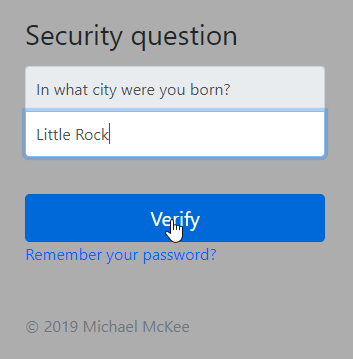 Security question
In what city were you born?
Little Rock
Verify
Remember your password?
© 2019 Michael McKee